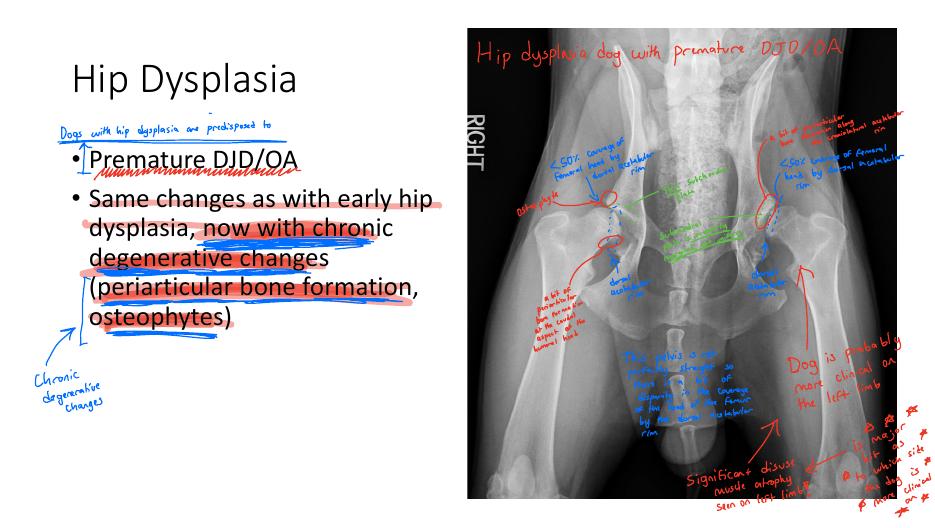 Hip Dysplasia
Dogs with hip dysplasia are predisposed to
• Premature DJD/OA
• Same changes as with early hip
dysplasia, now with chronic
degenerative changes
(periarticular bone formation,
osteophytes)
Chronic
degenerative
changes
Hip dysplasia dog with premature DJD/OA
RIGHT
<50% coverage of
femoral head by
dorsal acetabular
rim
Osteophyte
a bit of periarticular
bone formation along
the craniolateral acetabular
rim
<50% coverage of femoral
head by dorsal acetabular
rim
dorsal
acetabular
rim
dorsal
acetabular
rim
a bit of
periarticular
bone formation
at the caudal
aspect of the
head
This pelvis is not
perfectly straight so
there is a bit of
disparity in the coverage
of the head of the femur
by the dorsal acetabular
rim
Dog is probably
more clinical on
the left limb
Significant disuse
muscle atrophy
seen on left limb
is major
hit as
to which side
dog is
more clinical
on